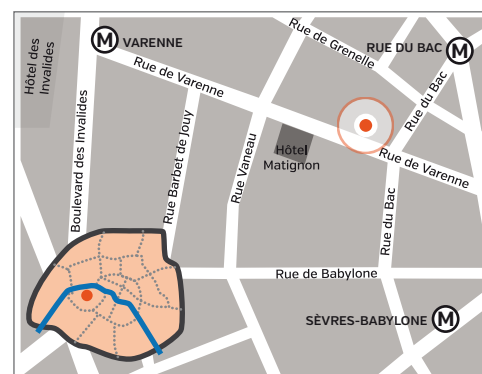 Hôtel des
Invalides
M VARENNE
Rue de Varenne
Rue de Grenelle
RUE DU BAC M
Rue du Bac
Boulevard des Invalides
Rue Barbet de Jouy
Rue Vaneau
Hôtel
Matignon
Rue de Varenne
Rue du Bac
Rue de Babylone
SÈVRES-BABYLONE M